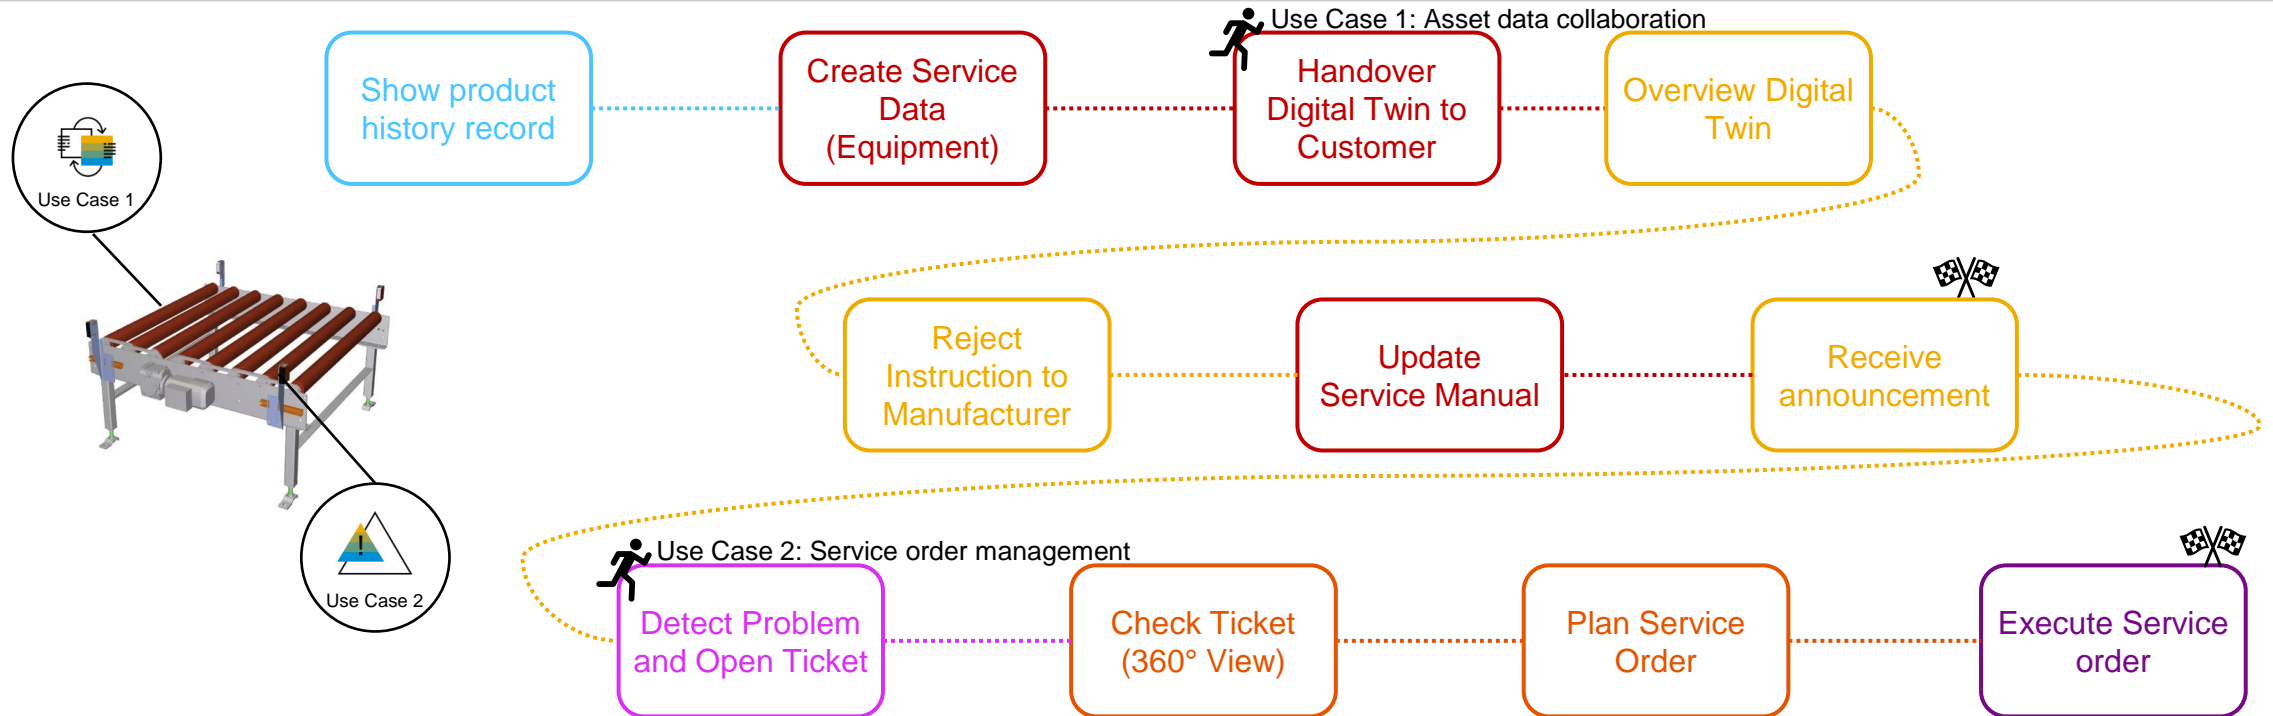 Use Case 1: Asset data collaboration
Show product
history record
Create Service
Data
(Equipment)
Handover
Digital Twin to
Customer
Overview Digital
Twin
Use Case 1
Reject
Instruction to
Manufacturer
Update
Service Manual
Receive
announcement
!
Use Case 2
Use Case 2: Service order management
Detect Problem
and Open Ticket
Check Ticket
(360° View)
Plan Service
Order
Execute Service
order